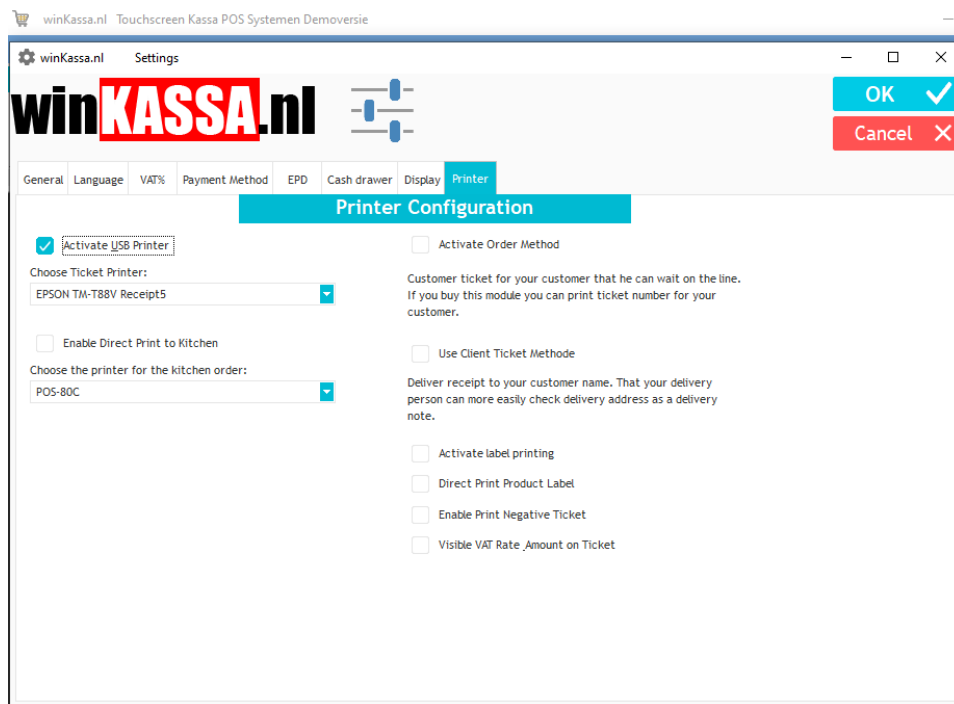 winKassa.nl Touchscreen Kassa POS Systemen Demoversie
winKassa.nl Settings
winKASSA.nl
OK
Cancel
General Language VAT% Payment Method EPD Cash drawer Display Printer
Printer Configuration
Activate USB Printer
Choose Ticket Printer:
EPSON TM-T88V Receipt5
Enable Direct Print to Kitchen
Choose the printer for the kitchen order:
POS-80C
Activate Order Method
Customer ticket for your customer that he can wait on the line.
If you buy this module you can print ticket number for your
customer.
Use Client Ticket Methode
Deliver receipt to your customer name. That your delivery
person can more easily check delivery address as a delivery
note.
Activate label printing
Direct Print Product Label
Enable Print Negative Ticket
Visible VAT Rate ,Amount on Ticket